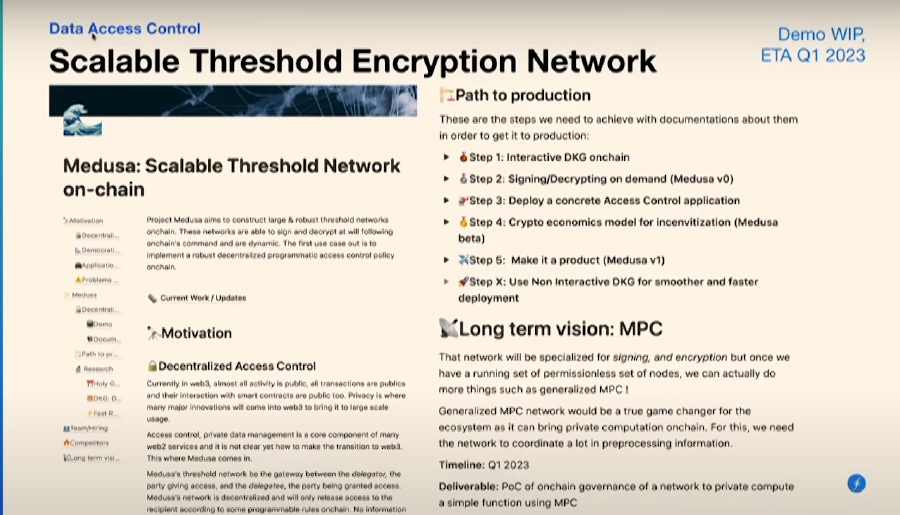 Data Access Control
Scalable Threshold Encryption Network
Demo WIP,
ETA Q1 2023
Medusa: Scalable Threshold Network
on-chain
Motivation
Decentrali...
Democrati...
Applicatio...
Problems ...
Medusa
Decentrali...
Demo
Docum...
Path to pr...
Research
Holy G...
DKG: D...
Fast R...
Team/Hiring
Competitors
Long term visi...
Project Medusa aims to construct large & robust threshold networks
onchain. These networks are able to sign and decrypt at will following
onchain's command and are dynamic. The first use case out is to
implement a robust decentralized programmatic access control policy
onchain.
Current Work / Updates
Motivation
Decentralized Access Control
Currently in web3, almost all activity is public, all transactions are publics
and their interaction with smart contracts are public too. Privacy is where
many major innovations will come into web3 to bring it to large scale
usage.
Access control, private data management is a core component of many
web2 services and it is not clear yet how to make the transition to web3.
This where Medusa comes in.
Medusa's threshold network be the gateway between the delegator, the
party giving access, and the delegatee, the party being granted access.
Medusa's network is decentralized and will only release access to the
recipient according to some programmable rules onchain. No information
Path to production
These are the steps we need to achieve with documentations about them
in order to get it to production:
Step 1: Interactive DKG onchain
Step 2: Signing/Decrypting on demand (Medusa v0)
Step 3: Deploy a concrete Access Control application
Step 4: Crypto economics model for incenvitization (Medusa
beta)
Step 5: Make it a product (Medusa v1)
Step X: Use Non Interactive DKG for smoother and faster
deployment
Long term vision: MPC
That network will be specialized for signing, and encryption but once we
have a running set of permissionless set of nodes, we can actually do
more things such as generalized MPC !
Generalized MPC network would be a true game changer for the
ecosystem as it can bring private computation onchain. For this, we need
the network to coordinate a lot in preprocessing information.
Timeline: Q1 2023
Deliverable: PoC of onchain governance of a network to private compute
a simple function using MPC